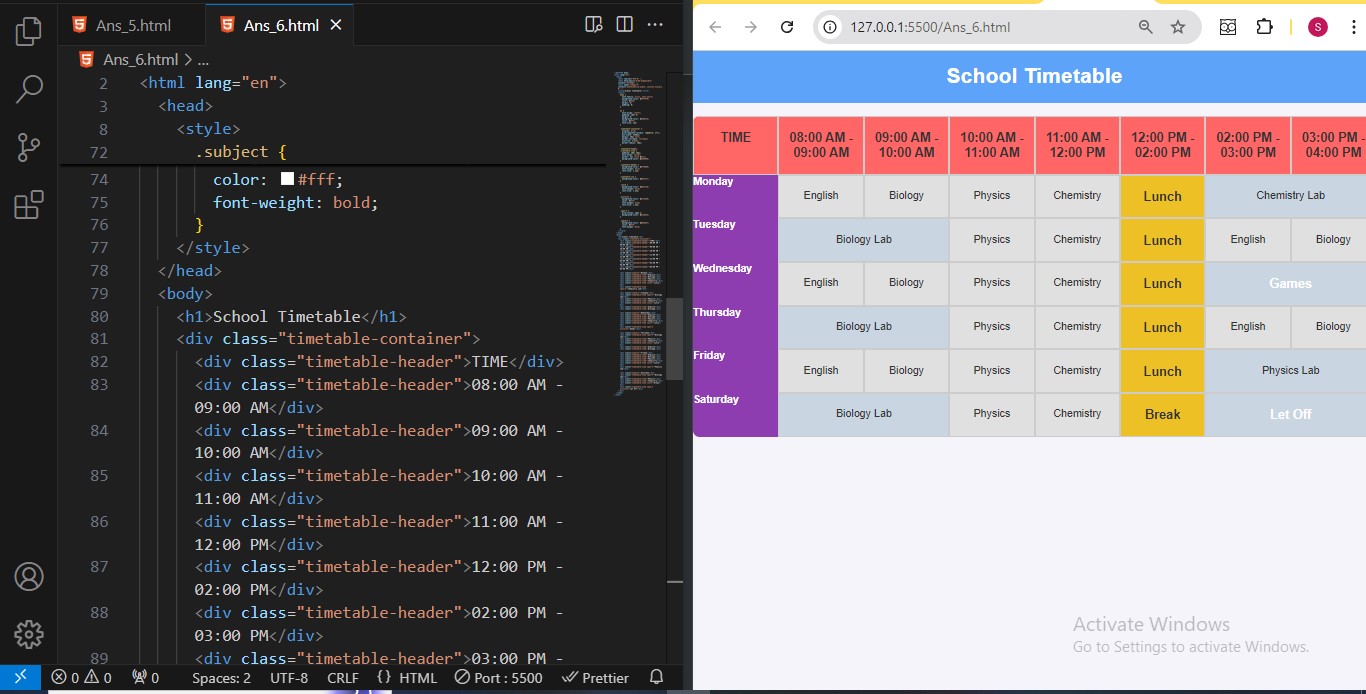 Ans_5.html
Ans_6.html
Ans_6.html > ...
2 <html lang="en">
3 <head>
8 <style>
72 .subject {
74 color: #fff;
75 font-weight: bold;
76 }
77 </style>
78 </head>
79 <body>
80 <h1>School Timetable</h1>
81 <div class="timetable-container">
82 <div class="timetable-header">TIME</div>
83 <div class="timetable-header">08:00 AM -
09:00 AM</div>
84 <div class="timetable-header">09:00 AM -
10:00 AM</div>
85 <div class="timetable-header">10:00 AM -
11:00 AM</div>
86 <div class="timetable-header">11:00 AM -
12:00 PM</div>
87 <div class="timetable-header">12:00 PM -
02:00 PM</div>
88 <div class="timetable-header">02:00 PM -
03:00 PM</div>
89 <div class="timetable-header">03:00 PM -
0 0 0 Spaces: 2 UTF-8 CRLF {} HTML Port : 5500 Prettier
127.0.0.1:5500/Ans_6.html
S
School Timetable
TIME 08:00 AM - 09:00 AM - 10:00 AM - 11:00 AM - 12:00 PM - 02:00 PM - 03:00 PM -
09:00 AM 10:00 AM 11:00 AM 12:00 PM 02:00 PM 03:00 PM 04:00 PM
Monday English Biology Physics Chemistry Lunch Chemistry Lab
Tuesday Biology Lab Physics Chemistry Lunch English Biology
Wednesday English Biology Physics Chemistry Lunch Games
Thursday Biology Lab Physics Chemistry Lunch English Biology
Friday English Biology Physics Chemistry Lunch Physics Lab
Saturday Biology Lab Physics Chemistry Break Let Off
Activate Windows
Go to Settings to activate Windows.